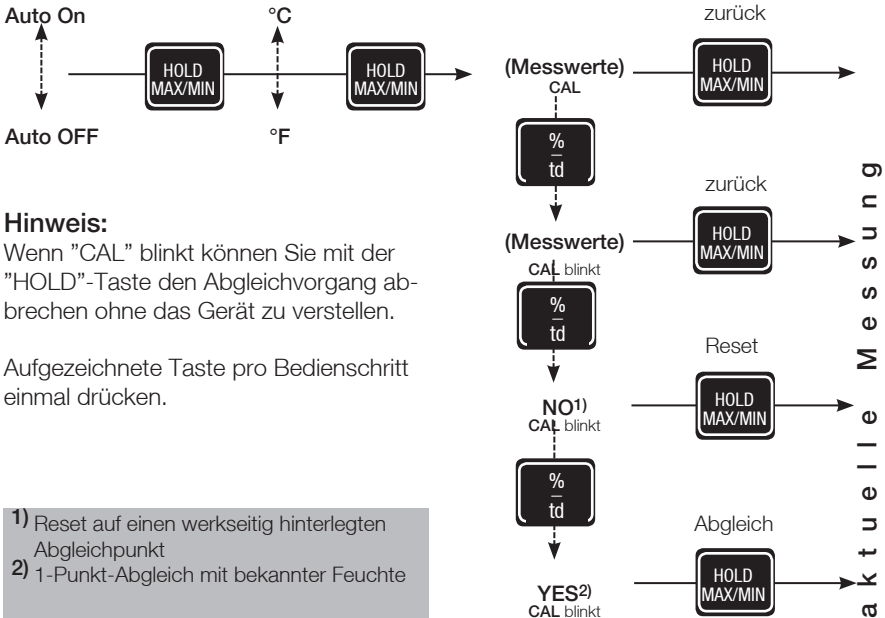 Auto On
°C
HOLD
MAX/MIN
HOLD
MAX/MIN
Auto OFF
°F
Hinweis:
Wenn "CAL" blinkt können Sie mit der
"HOLD"-Taste den Abgleichvorgang ab-
brechen ohne das Gerät zu verstellen.
Aufgezeichnete Taste pro Bedienschritt
einmal drücken.
1) Reset auf einen werkseitig hinterlegten
Abgleichpunkt
2) 1-Punkt-Abgleich mit bekannter Feuchte
zurück
(Messwerte)
CAL
HOLD
MAX/MIN
%
td
zurück
(Messwerte)
CAL blinkt
HOLD
MAX/MIN
%
td
Reset
NO1)
CAL blinkt
HOLD
MAX/MIN
%
td
Abgleich
YES2)
CAL blinkt
HOLD
MAX/MIN
aktuelle Messung